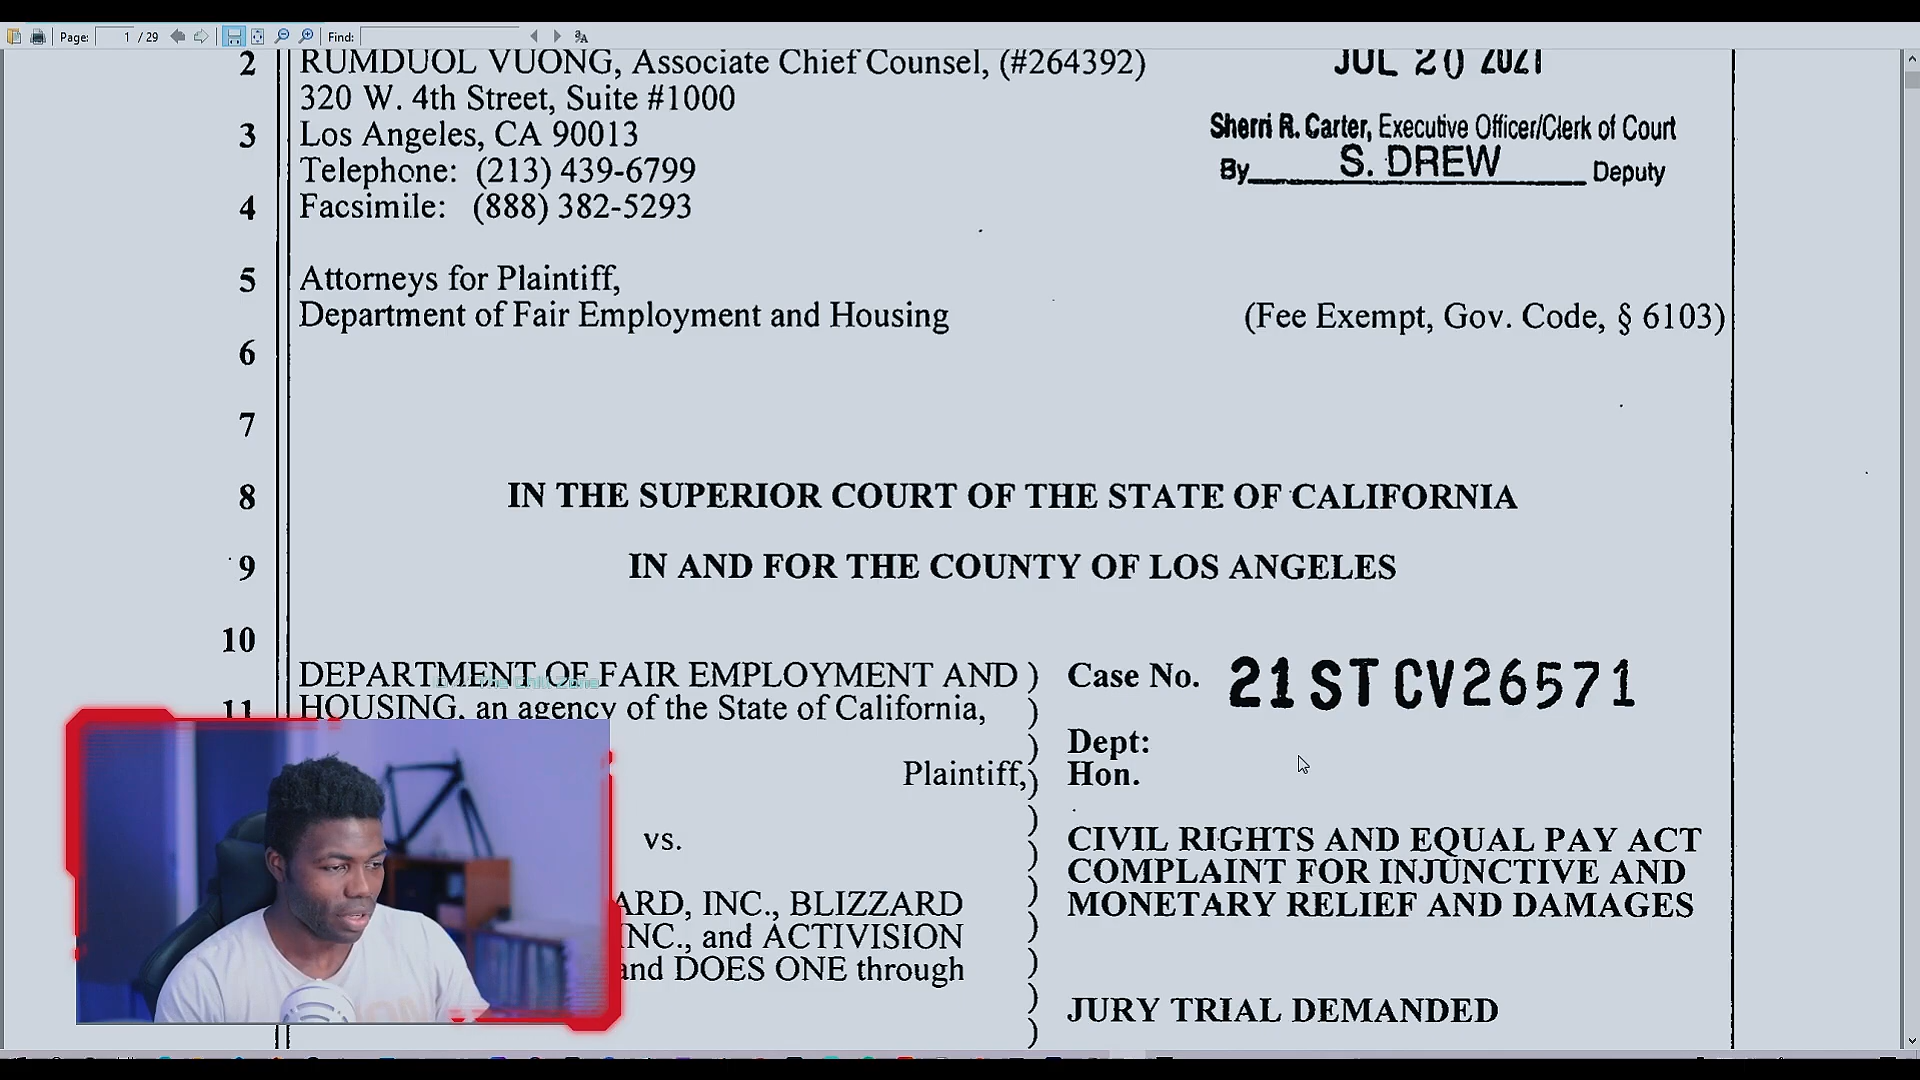 Page: 1 / 29 Find:
2 RUMDUOL VUONG, Associate Chief Counsel, (#264392)
JUL 20 2021
320 W. 4th Street, Suite #1000
Sherri R. Carter, Executive Officer/Clerk of Court
3 Los Angeles, CA 90013
By S. DREW Deputy
Telephone: (213) 439-6799
4 Facsimile: (888) 382-5293
5 Attorneys for Plaintiff,
Department of Fair Employment and Housing (Fee Exempt, Gov. Code, § 6103)
6
7
8 IN THE SUPERIOR COURT OF THE STATE OF CALIFORNIA
9 IN AND FOR THE COUNTY OF LOS ANGELES
10
DEPARTMENT OF FAIR EMPLOYMENT AND ) Case No. 21STCV26571
11 HOUSING, an agency of the State of California, )
) Dept:
Plaintiff, ) Hon.
)
vs. ) CIVIL RIGHTS AND EQUAL PAY ACT
) COMPLAINT FOR INJUNCTIVE AND
ARD, INC., BLIZZARD ) MONETARY RELIEF AND DAMAGES
INC., and ACTIVISION )
and DOES ONE through )
) JURY TRIAL DEMANDED
)